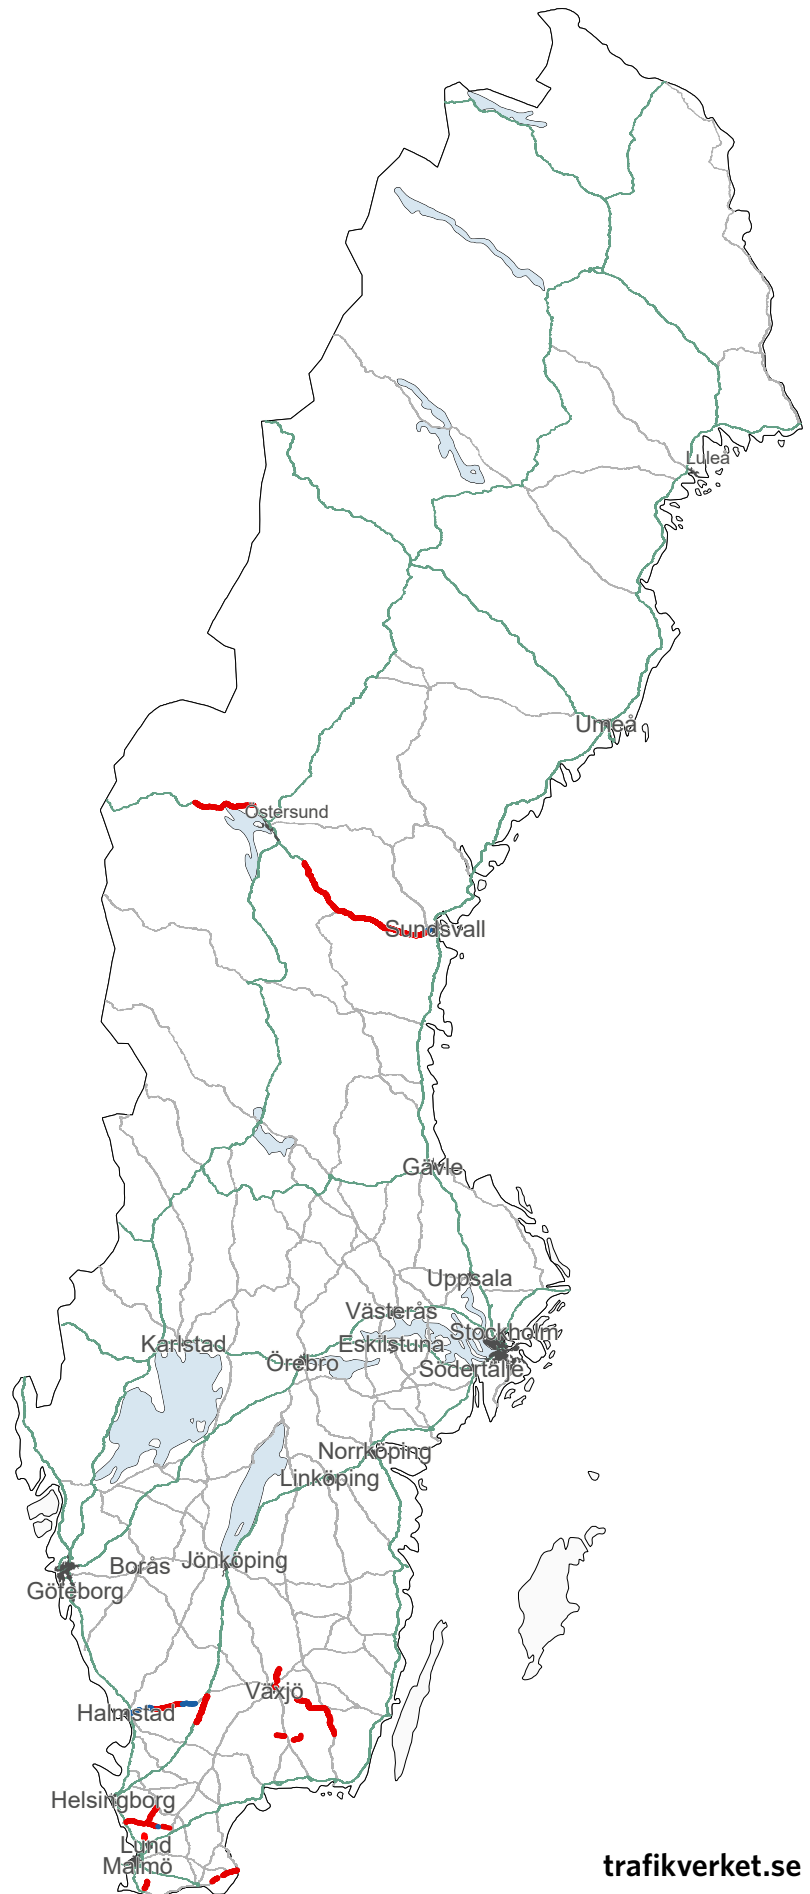 Luleå
Umeå
Östersund
Sundsvall
Gävle
Uppsala
Västerås
Stockholm
Karlstad
Eskilstuna
Örebro
Södertälje
Norrköping
Linköping
Borås
Jönköping
Göteborg
Växjö
Halmstad
Helsingborg
Lund
Malmö
trafikverket.se